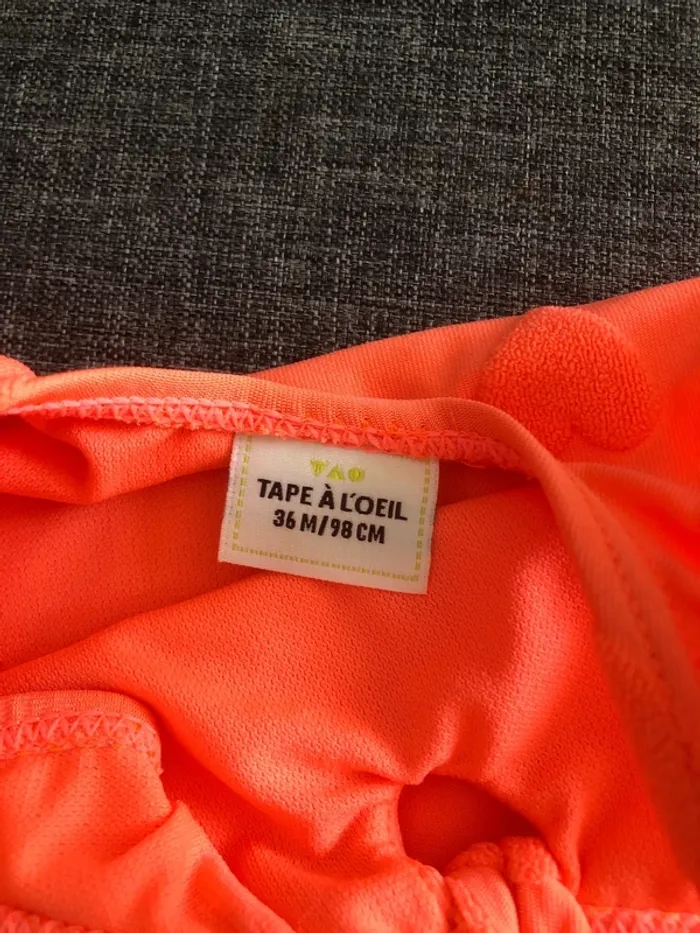 TAO
TAPE À L'OEIL
36 M/98 CM